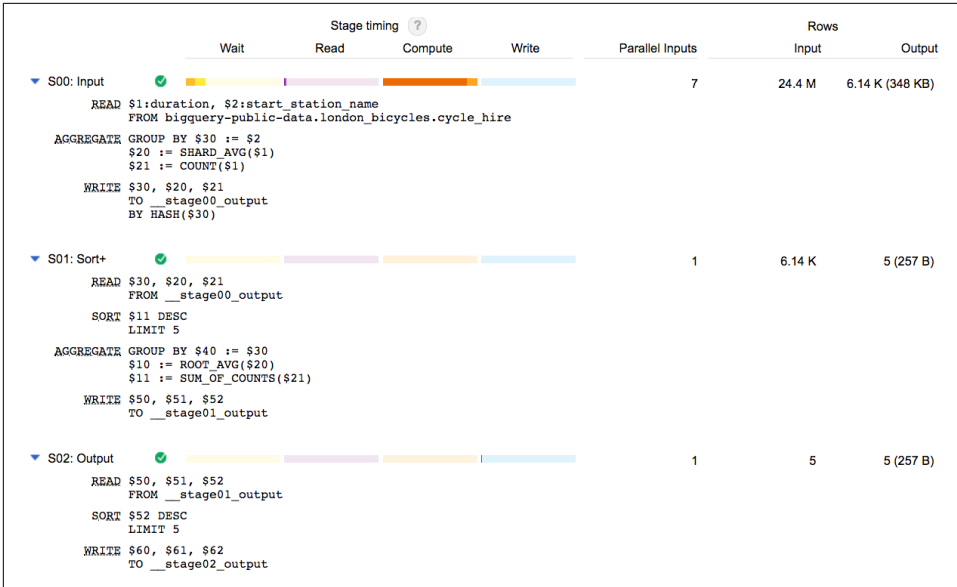 Stage timing ? Rows
Wait Read Compute Write Parallel Inputs Input Output
S00: Input 7 24.4 M 6.14 K (348 KB)
READ $1:duration, $2:start_station_name
FROM bigquery-public-data.london_bicycles.cycle_hire
AGGREGATE GROUP BY $30 := $2
$20 := SHARD_AVG($1)
$21 := COUNT($1)
WRITE $30, $20, $21
TO __stage00_output
BY HASH($30)
S01: Sort+ 1 6.14 K 5 (257 B)
READ $30, $20, $21
FROM __stage00_output
SORT $11 DESC
LIMIT 5
AGGREGATE GROUP BY $40 := $30
$10 := ROOT_AVG($20)
$11 := SUM_OF_COUNTS($21)
WRITE $50, $51, $52
TO __stage01_output
S02: Output 1 5 5 (257 B)
READ $50, $51, $52
FROM __stage01_output
SORT $52 DESC
LIMIT 5
WRITE $60, $61, $62
TO __stage02_output